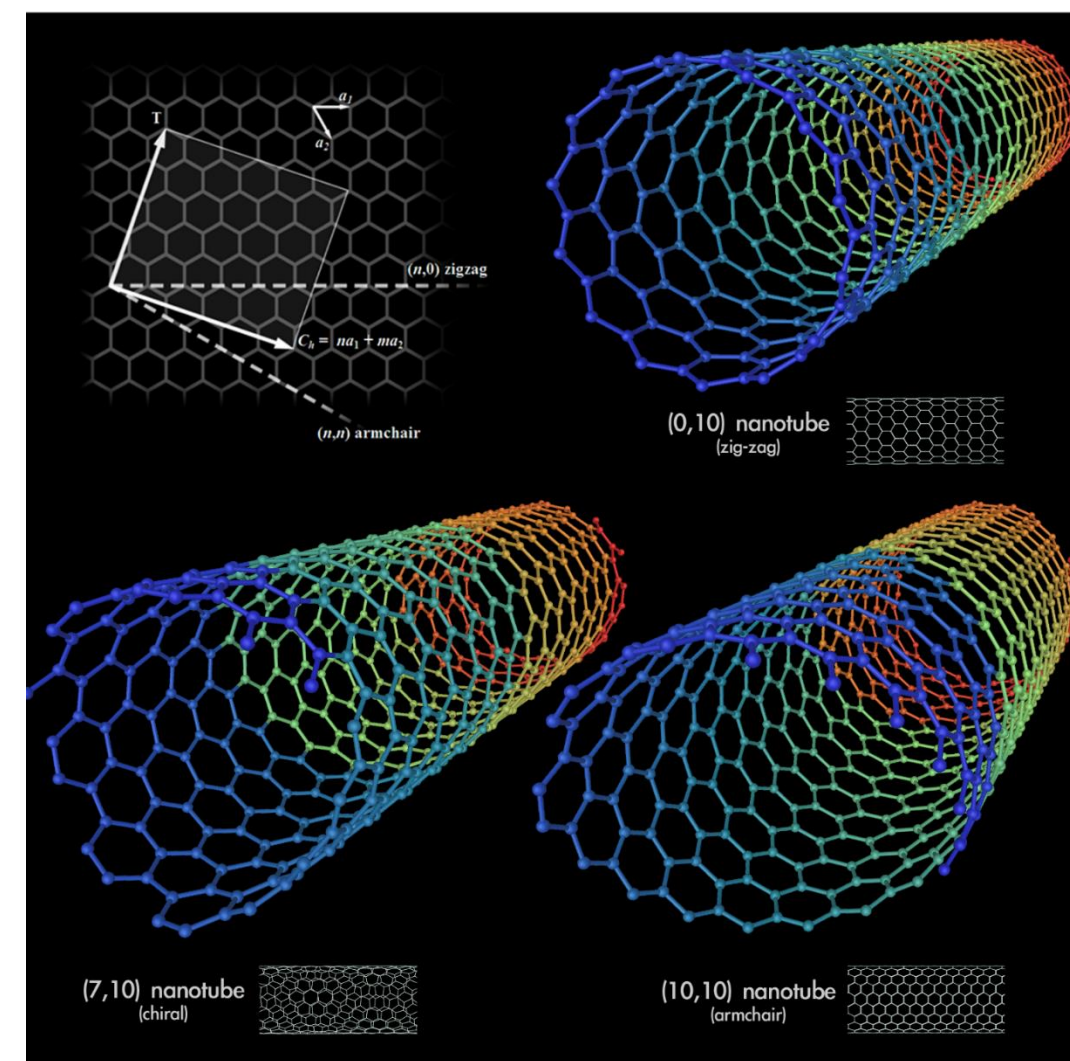 T
a1
a2
(n,0) zigzag
Ch = na1 + ma2
(n,n) armchair
(0,10) nanotube
(zig-zag)
(7,10) nanotube
(chiral)
(10,10) nanotube
(armchair)